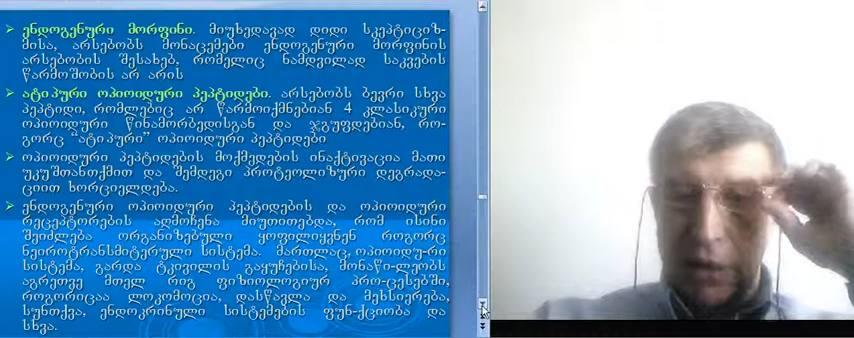 ენდოგენური მორფინი. მიუხედავად დიდი სკეპტიციზ-
მისა, არსებობს მონაცემები ენდოგენური მორფინის
არსებობის შესახებ, რომელიც ნამდვილად საკვების
წარმოშობის არ არის
ატიპური ოპიოიდური პეპტიდები. არსებობს ბევრი სხვა
პეპტიდი, რომლებიც არ წარმოიქმნებიან 4 კლასიკური
ოპიოიდური წინამორბედისგან და ჯგუფდებიან, რო-
გორც “ატიპური” ოპიოიდური პეპტიდები
ოპიოიდური პეპტიდების მოქმედების ინაქტივაცია მათი
უკუშთანთქმით და შემდეგი პროტეოლიზური დეგრადა-
ციით ხორციელდება.
ენდოგენური ოპიოიდური პეპტიდების და ოპიოიდური
რეცეპტორების აღმოჩენა მიუთითებდა, რომ ისინი
შეიძლება ორგანიზებული ყოფილიყვნენ როგორც
ნეიროტრანსმიტერული სისტემა. მართლაც, ოპიოიდუ-რი
სისტემა, გარდა ტკივილის გაყუჩებისა, მონაწი-ლეობს
აგრეთვე მთელ რიგ ფიზიოლოგიურ პრო-ცესებში,
როგორიცაა ლოკომოცია, დასწავლა და მეხსიერება,
სუნთქვა, ენდოკრინული სისტემების ფუნ-ქციობა და
სხვა.